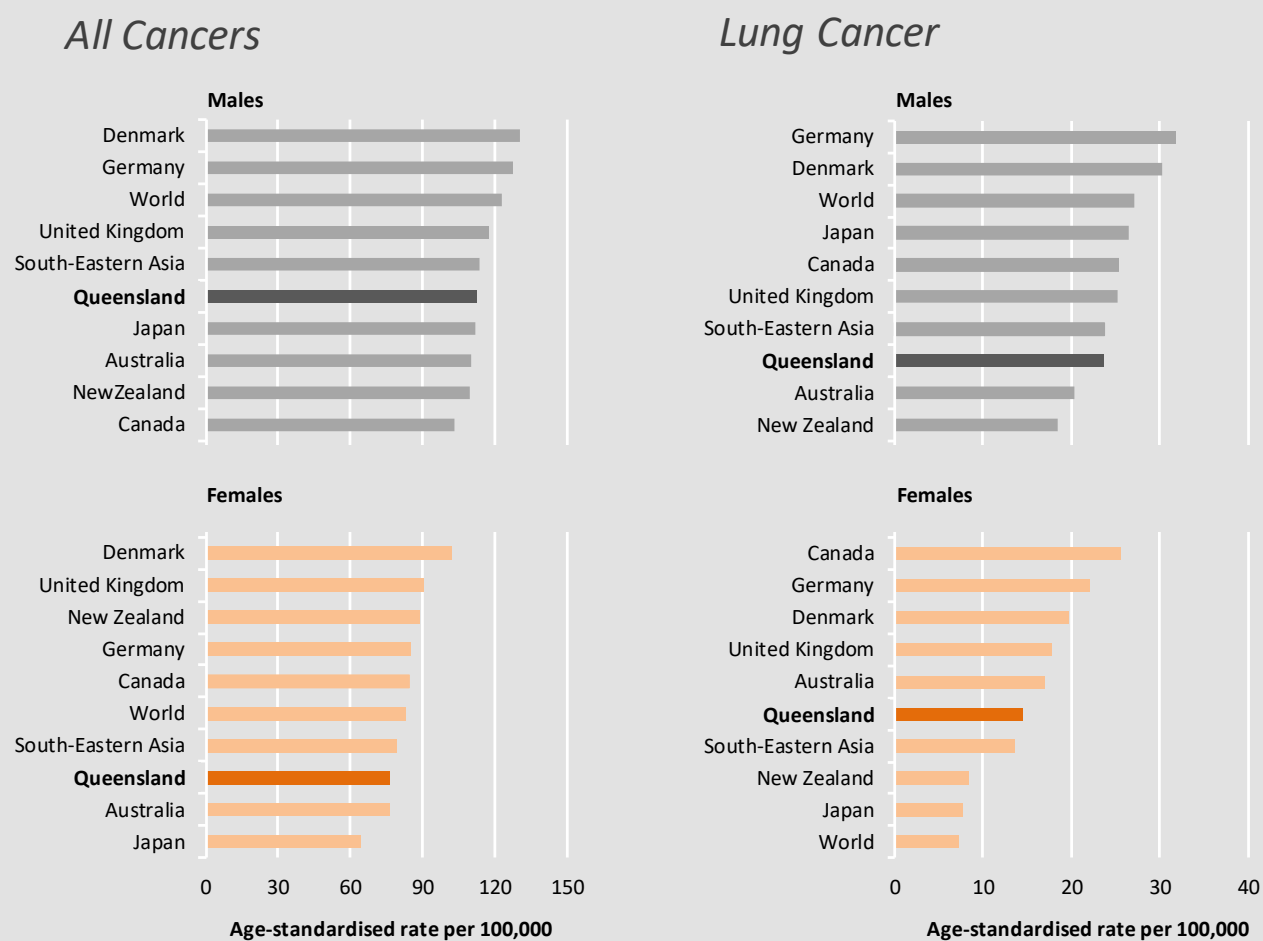 All Cancers
Males
Denmark
Germany
World
United Kingdom
South-Eastern Asia
Queensland
Japan
Australia
NewZealand
Canada
Females
Denmark
United Kingdom
New Zealand
Germany
Canada
World
South-Eastern Asia
Queensland
Australia
Japan
0 30 60 90 120 150
Age-standardised rate per 100,000
Lung Cancer
Males
Germany
Denmark
World
Japan
Canada
United Kingdom
South-Eastern Asia
Queensland
Australia
New Zealand
Females
Canada
Germany
Denmark
United Kingdom
Australia
Queensland
South-Eastern Asia
New Zealand
Japan
World
0 10 20 30 40
Age-standardised rate per 100,000